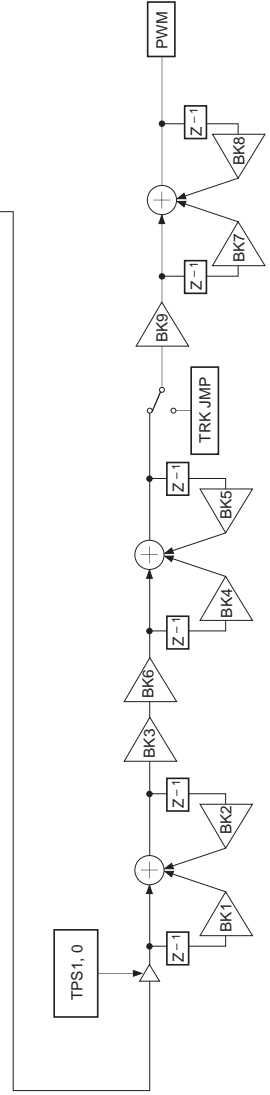 TPS1, 0
Z – 1
BK1
Z – 1
BK2
BK3
BK6
Z – 1
BK4
Z – 1
BK5
TRK JMP
BK9
Z – 1
BK7
Z – 1
BK8
PWM